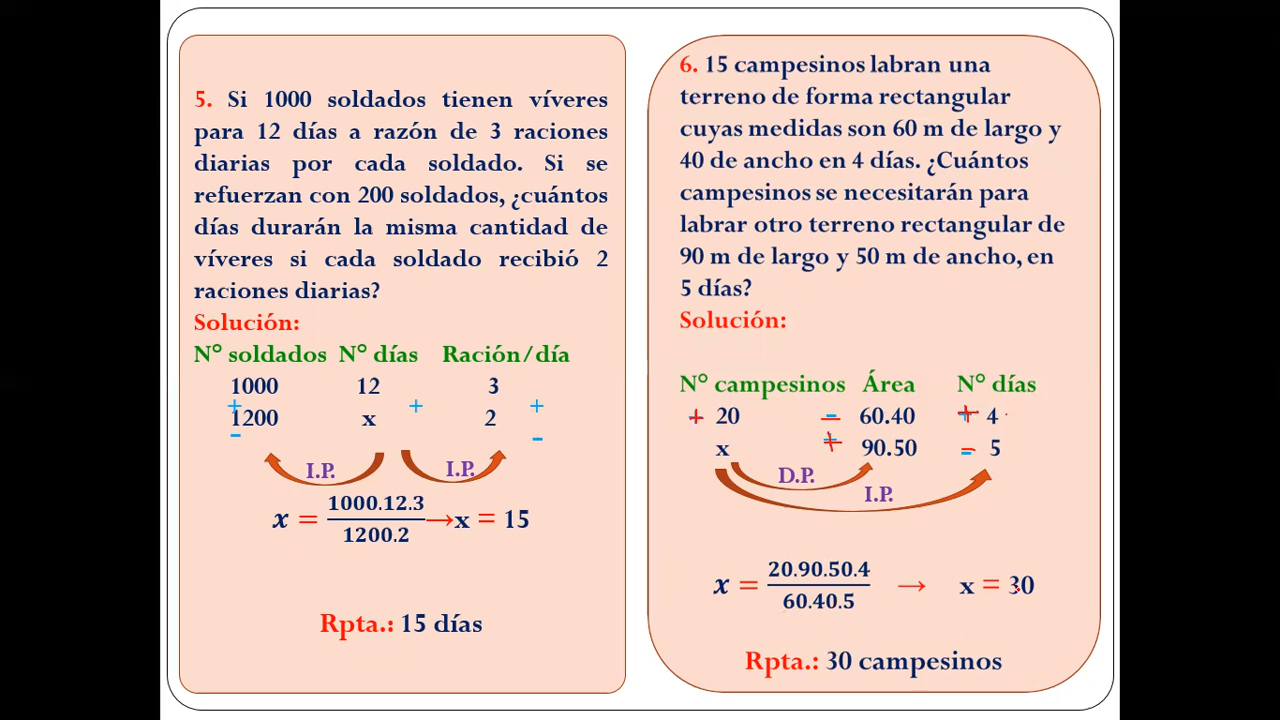 5. Si 1000 soldados tienen víveres
para 12 días a razón de 3 raciones
diarias por cada soldado. Si se
refuerzan con 200 soldados, ¿cuántos
días durarán la misma cantidad de
víveres si cada soldado recibió 2
raciones diarias?
Solución:
N° soldados N° días Ración/día
1000 12 3
+ + +
1200 x 2
- -
I.P. I.P.
x = 1000.12.3 / 1200.2 → x = 15
Rpta.: 15 días
6. 15 campesinos labran una
terreno de forma rectangular
cuyas medidas son 60 m de largo y
40 de ancho en 4 días. ¿Cuántos
campesinos se necesitarán para
labrar otro terreno rectangular de
90 m de largo y 50 m de ancho, en
5 días?
Solución:
N° campesinos Área N° días
+ 20 - 60.40 + 4
x + 90.50 - 5
D.P.
I.P.
x = 20.90.50.4 / 60.40.5 → x = 30
Rpta.: 30 campesinos